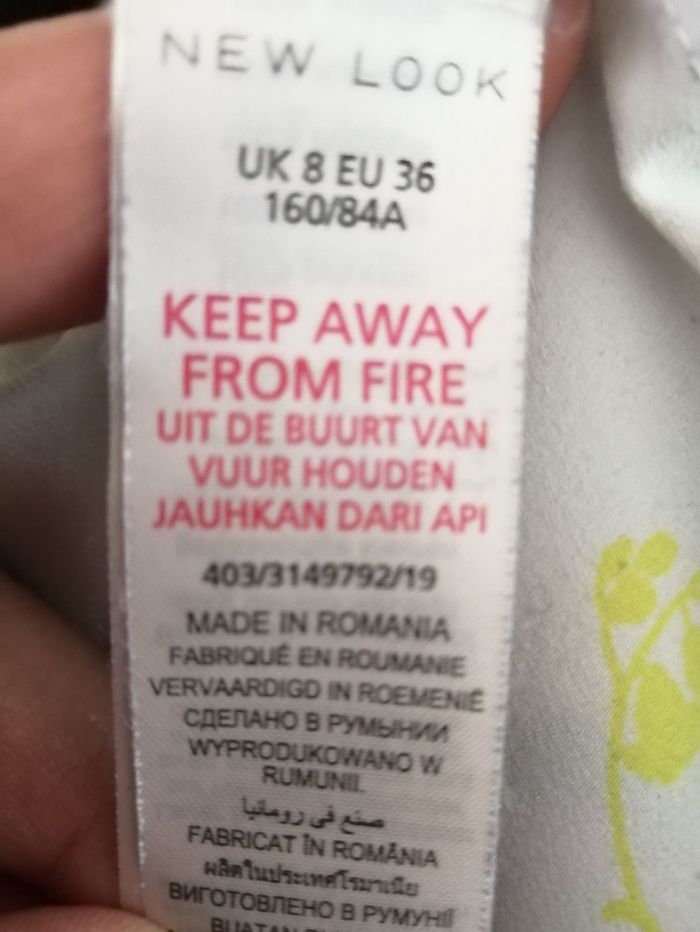 NEW LOOK
UK 8 EU 36
160/84A
KEEP AWAY
FROM FIRE
UIT DE BUURT VAN
VUUR HOUDEN
JAUHKAN DARI API
403/3149792/19
MADE IN ROMANIA
FABRIQUÉ EN ROUMANIE
VERVAARDIGD IN ROEMENIË
СДЕЛАНО В РУМЫНИИ
WYPRODUKOWANO W
RUMUNII.
صنع في رومانيا
FABRICAT ÎN ROMÂNIA
ผลิตในประเทศโรมาเนีย
ВИГОТОВЛЕНО В РУМУНІЇ
BUATAN